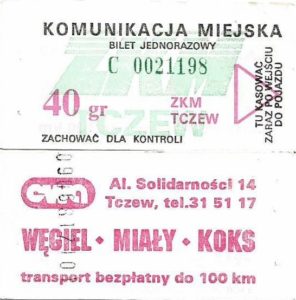 KOMUNIKACJA MIEJSKA
BILET JEDNORAZOWY
C 0021198
40 gr
ZKM
TCZEW
TCZEW
ZACHOWAĆ DLA KONTROLI
TU KASOWAĆ
ZARAZ PO WEJŚCIU
DO POJAZDU
Al. Solidarności 14
Tczew, tel.31 51 17
WĘGIEL • MIAŁY • KOKS
transport bezpłatny do 100 km